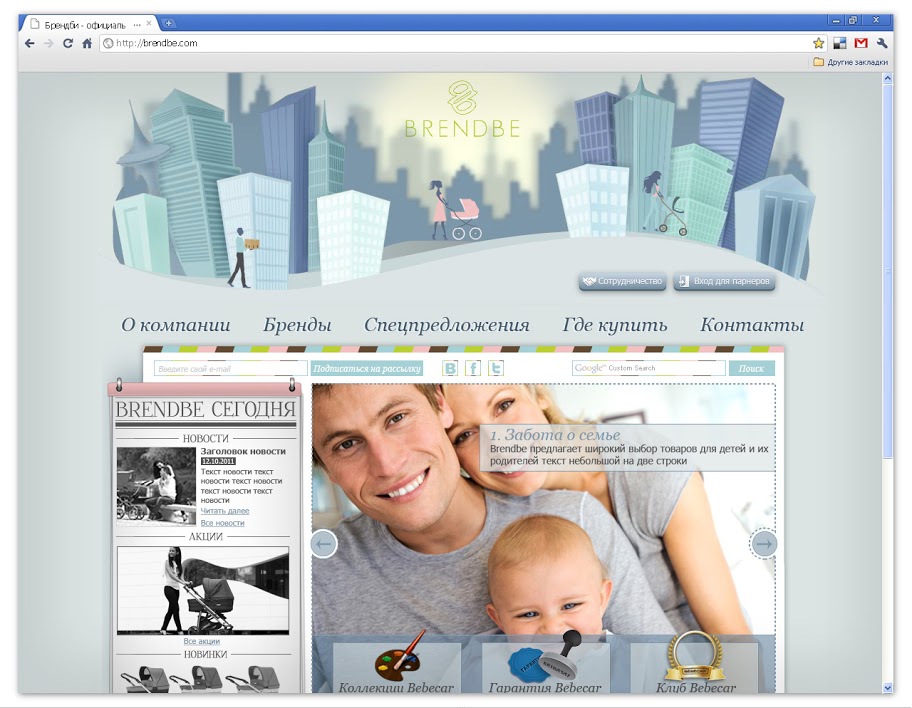 Брендби - официаль ...
http://brendbe.com
Другие закладки
BRENDBE
Сотрудничество
Вход для парнеров
О компании
Бренды
Спецпредложения
Где купить
Контакты
Введите свой e-mail
Подписаться на рассылку
B f t
Google™ Custom Search
Поиск
BRENDBE СЕГОДНЯ
НОВОСТИ
Заголовок новости
12.10.2011
Текст новости текст
новости текст новости
текст новости текст
новости
Читать далее
Все новости
АКЦИИ
Все акции
НОВИНКИ
1. Забота о семье
Brendbe предлагает широкий выбор товаров для детей и их
родителей текст небольшой на две строки
Коллекции Bebecar
Гарантия Bebecar
Клуб Bebecar